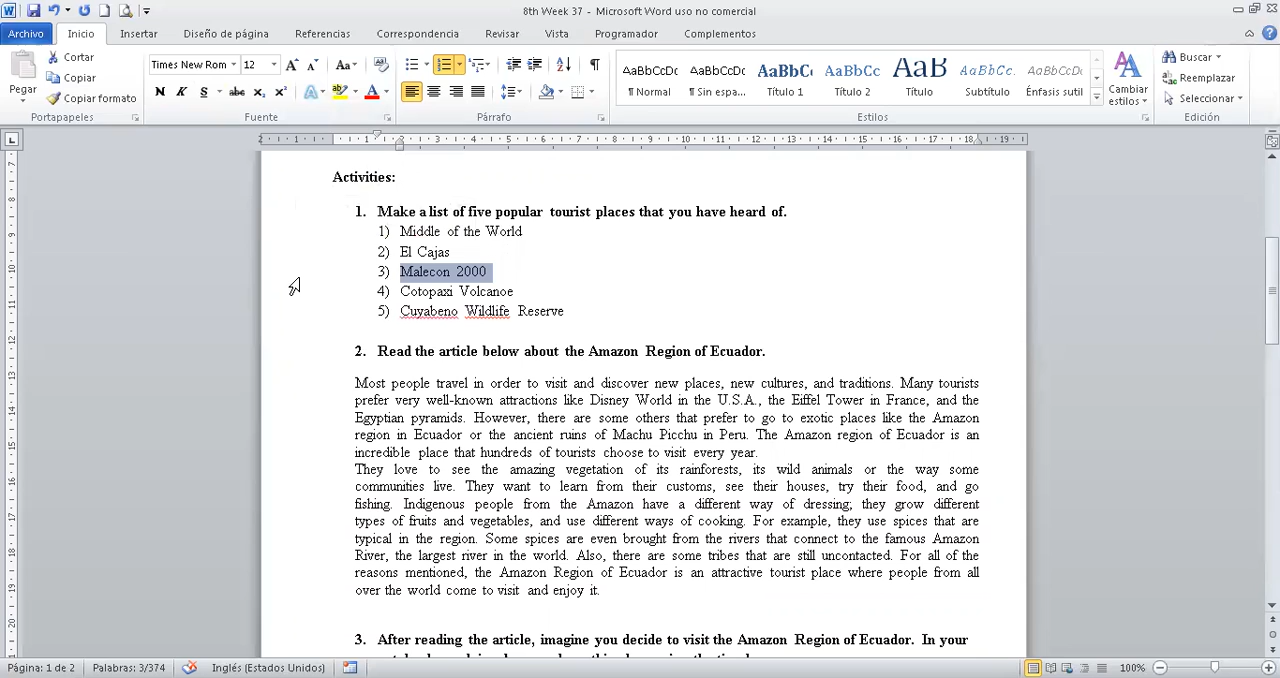 8th Week 37 - Microsoft Word uso no comercial
Archivo Inicio Insertar Diseño de página Referencias Correspondencia Revisar Vista Programador Complementos
Pegar
Cortar
Copiar
Copiar formato
Portapapeles
Times New Rom 12
N K S abc x₂ x²
Fuente
Párrafo
AaBbCcDc AaBbCcDc AaBbC AaBbCc AaB AaBbCc AaBbCcDc
¶ Normal ¶ Sin espa... Título 1 Título 2 Título Subtítulo Énfasis sutil
Estilos
Cambiar estilos
Buscar
Reemplazar
Seleccionar
Edición
Activities:
1. Make a list of five popular tourist places that you have heard of.
1) Middle of the World
2) El Cajas
3) Malecon 2000
4) Cotopaxi Volcanoe
5) Cuyabeno Wildlife Reserve
2. Read the article below about the Amazon Region of Ecuador.
Most people travel in order to visit and discover new places, new cultures, and traditions. Many tourists
prefer very well-known attractions like Disney World in the U.S.A., the Eiffel Tower in France, and the
Egyptian pyramids. However, there are some others that prefer to go to exotic places like the Amazon
region in Ecuador or the ancient ruins of Machu Picchu in Peru. The Amazon region of Ecuador is an
incredible place that hundreds of tourists choose to visit every year.
They love to see the amazing vegetation of its rainforests, its wild animals or the way some
communities live. They want to learn from their customs, see their houses, try their food, and go
fishing. Indigenous people from the Amazon have a different way of dressing; they grow different
types of fruits and vegetables, and use different ways of cooking. For example, they use spices that are
typical in the region. Some spices are even brought from the rivers that connect to the famous Amazon
River, the largest river in the world. Also, there are some tribes that are still uncontacted. For all of the
reasons mentioned, the Amazon Region of Ecuador is an attractive tourist place where people from all
over the world come to visit and enjoy it.
3. After reading the article, imagine you decide to visit the Amazon Region of Ecuador. In your
Página: 1 de 2 Palabras: 3/374 Inglés (Estados Unidos) 100%